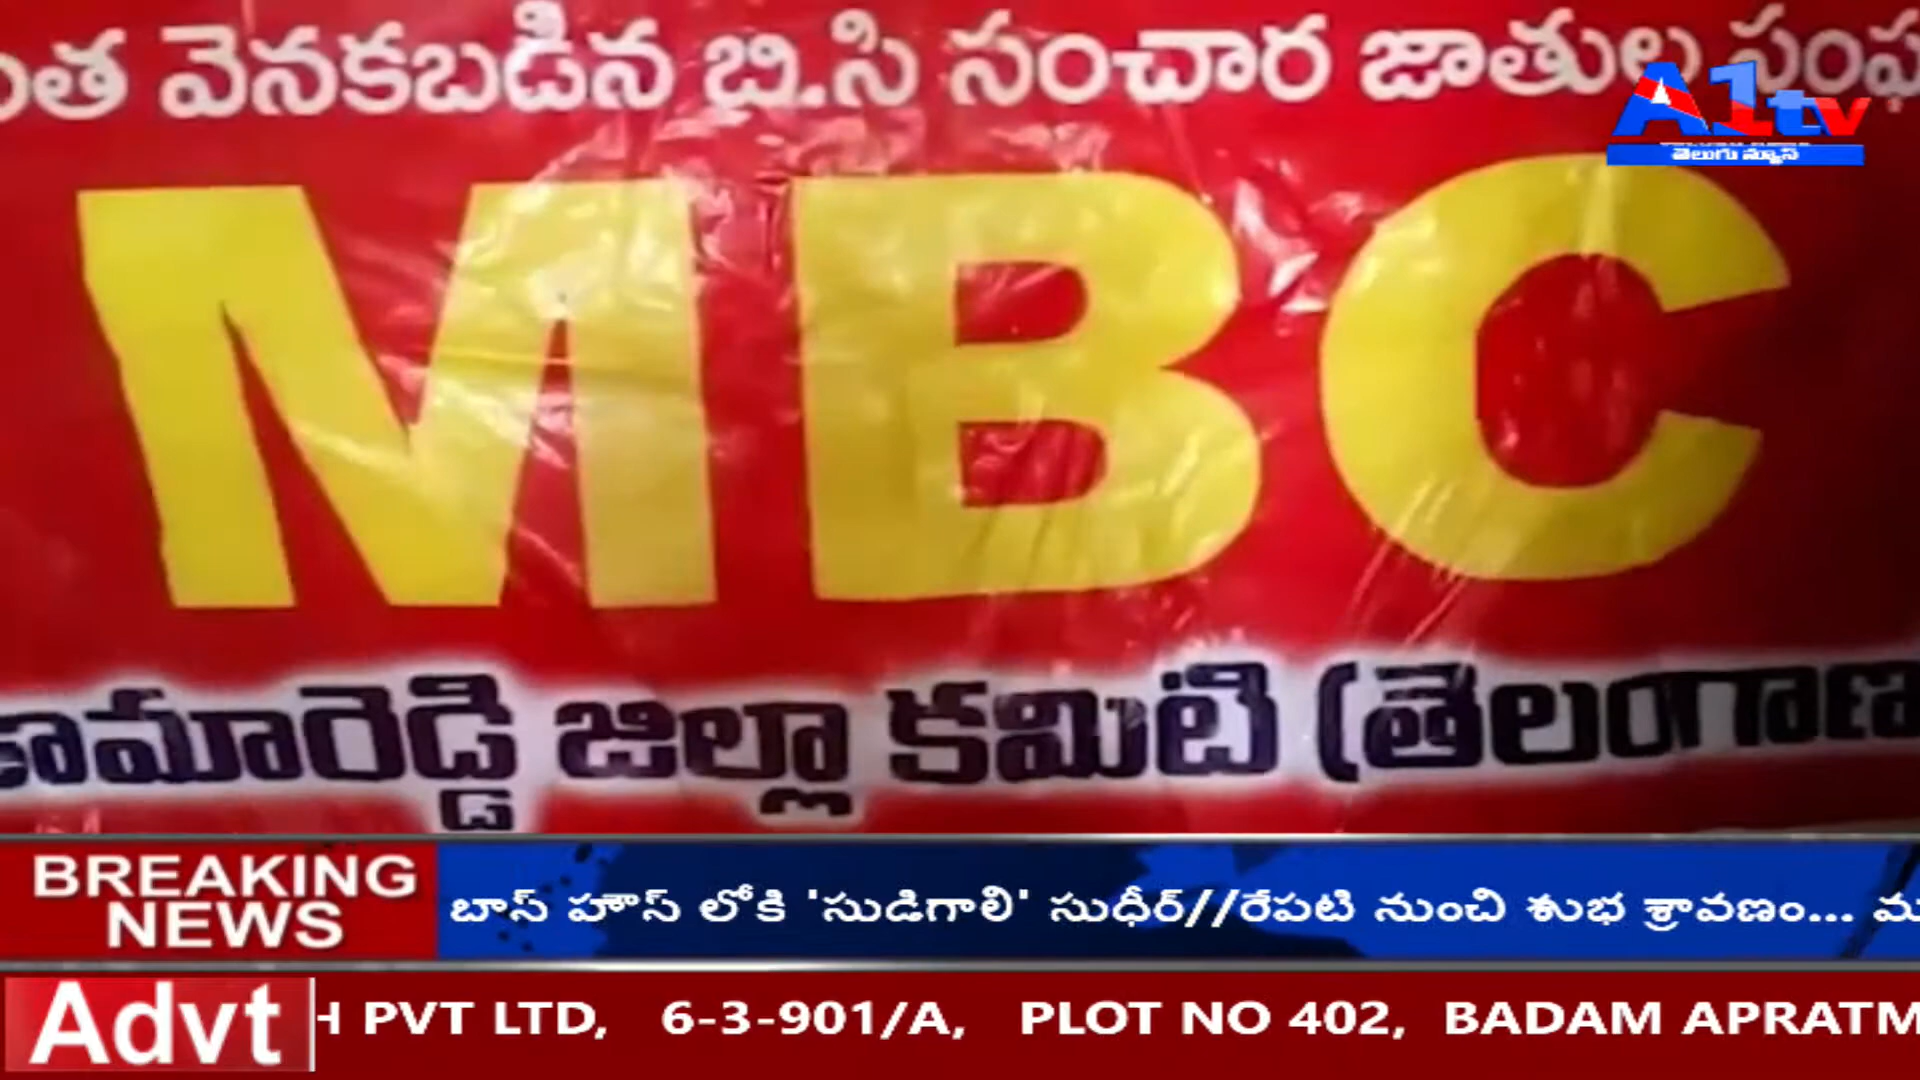 వెనకబడిన బి.సి సంచార జాతుల
A1tv
తెలుగు న్యూస్
MBC
జిల్లా కమిటి (తెలంగాణ
BREAKING
NEWS
బాస్ హౌస్ లోకి 'సుడిగాలి' సుధీర్//రేపటి నుంచి శుభ శ్రావణం...
Advt
PVT LTD, 6-3-901/A, PLOT NO 402, BADAM APRATM